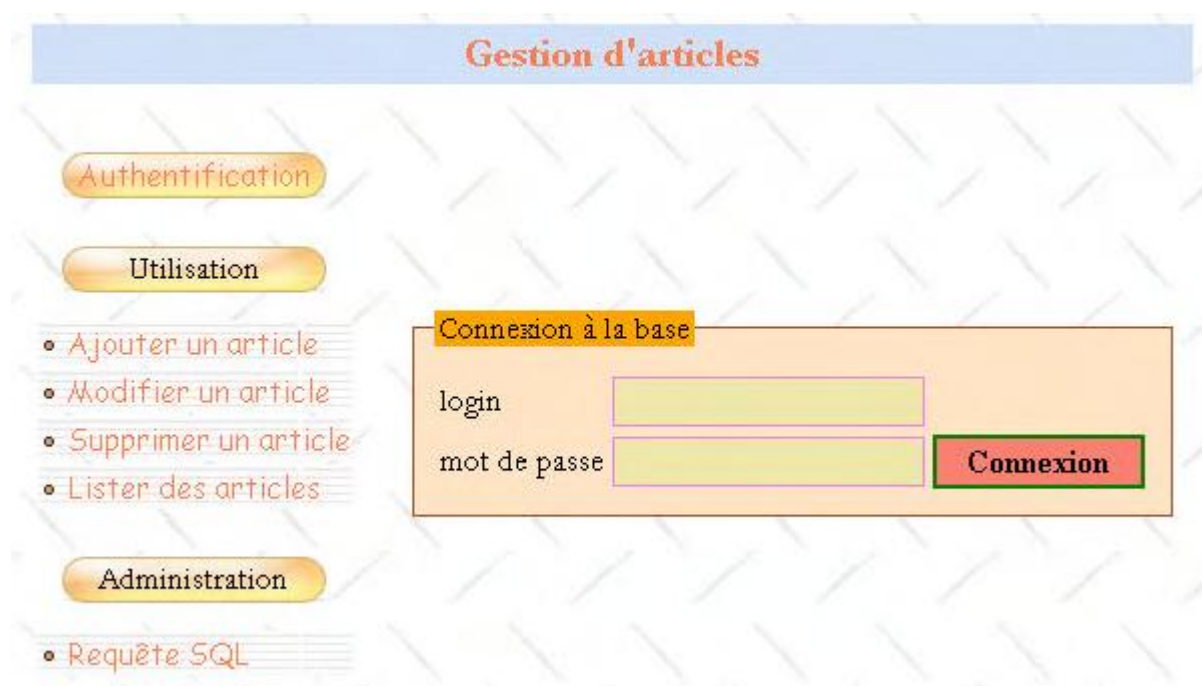 Gestion d'articles
Authentification
Utilisation
Ajouter un article
Modifier un article
Supprimer un article
Lister des articles
Administration
Requête SQL
Connexion à la base
login
mot de passe
Connexion